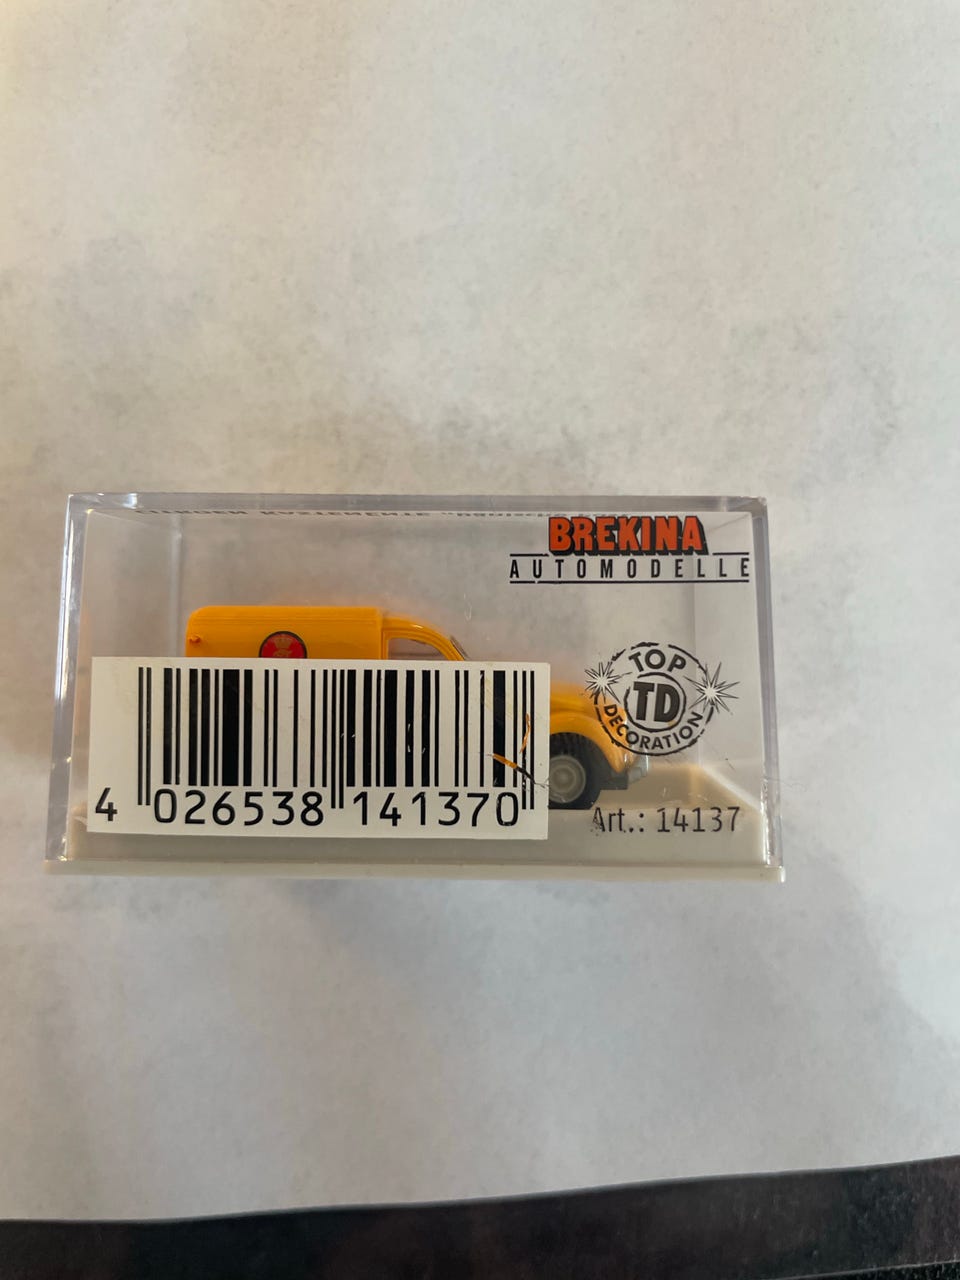 BREKINA
AUTOMODELLE
TOP
TD
DECORATION
4 026538 141370
Art.: 14137